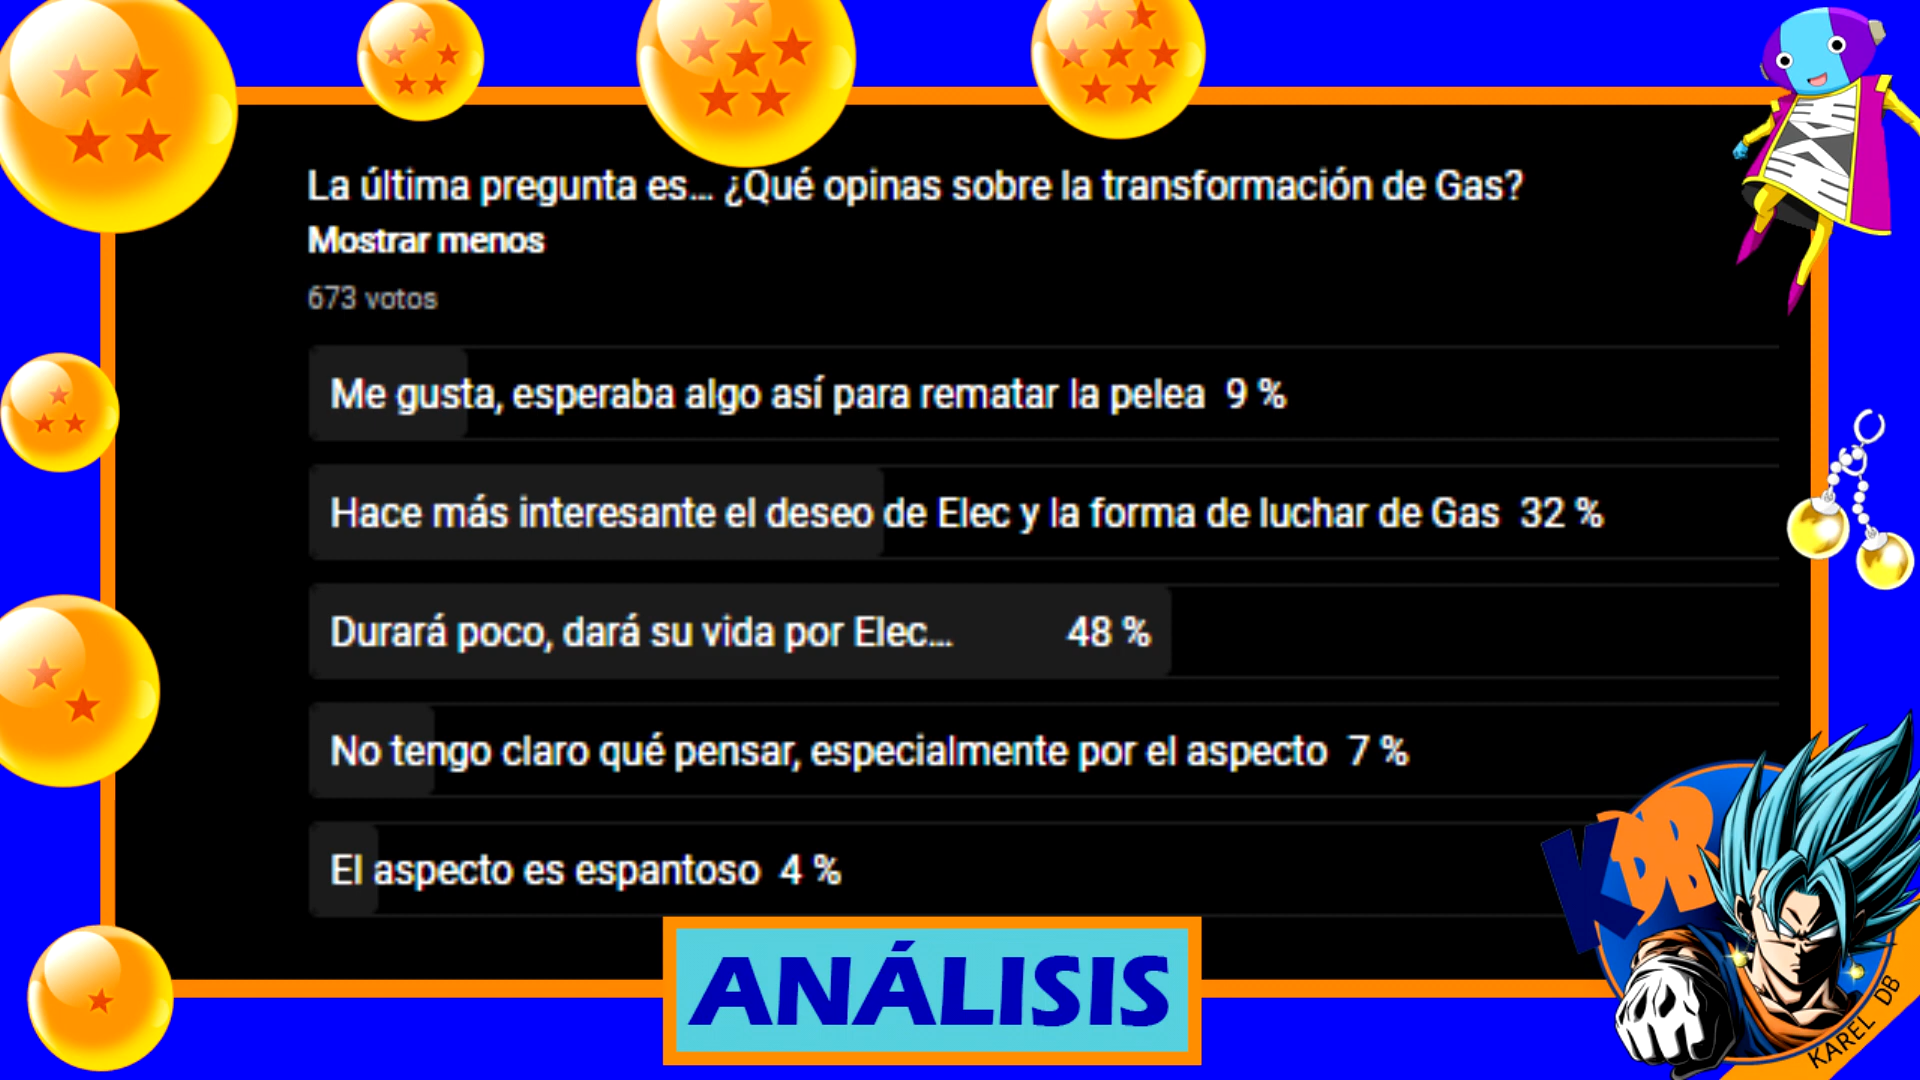 La última pregunta es... ¿Qué opinas sobre la transformación de Gas?
Mostrar menos
673 votos
Me gusta, esperaba algo así para rematar la pelea 9 %
Hace más interesante el deseo de Elec y la forma de luchar de Gas 32 %
Durará poco, dará su vida por Elec... 48 %
No tengo claro qué pensar, especialmente por el aspecto 7 %
El aspecto es espantoso 4 %
KDB
KAREL DB
ANÁLISIS